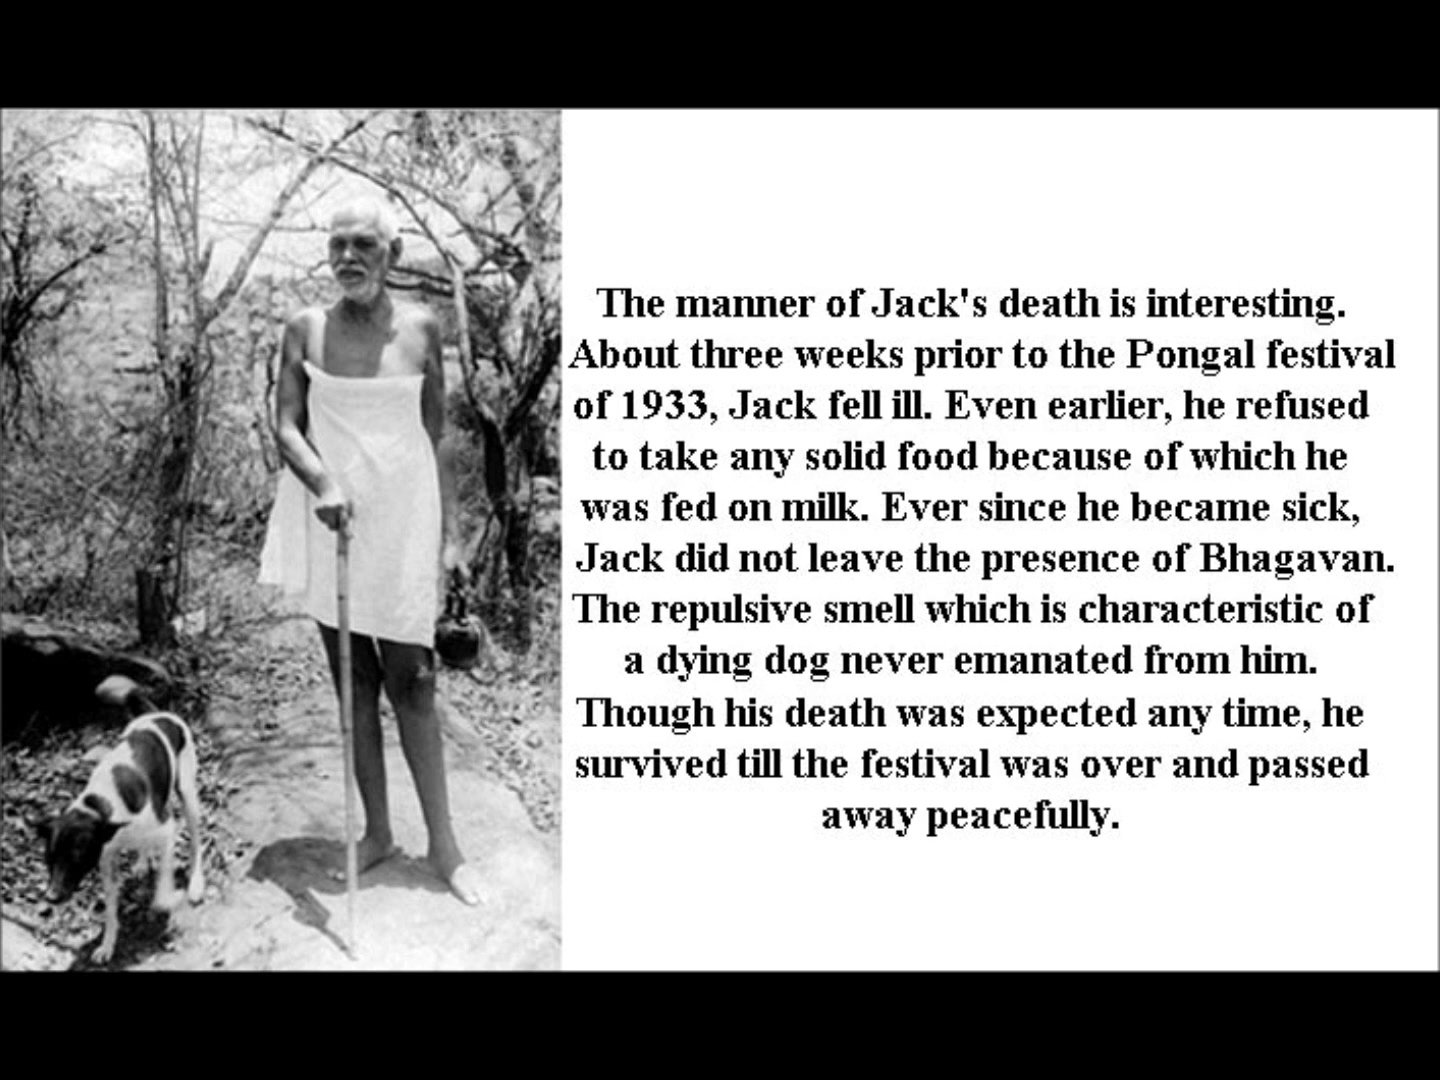 The manner of Jack's death is interesting.
About three weeks prior to the Pongal festival
of 1933, Jack fell ill. Even earlier, he refused
to take any solid food because of which he
was fed on milk. Ever since he became sick,
Jack did not leave the presence of Bhagavan.
The repulsive smell which is characteristic of
a dying dog never emanated from him.
Though his death was expected any time, he
survived till the festival was over and passed
away peacefully.